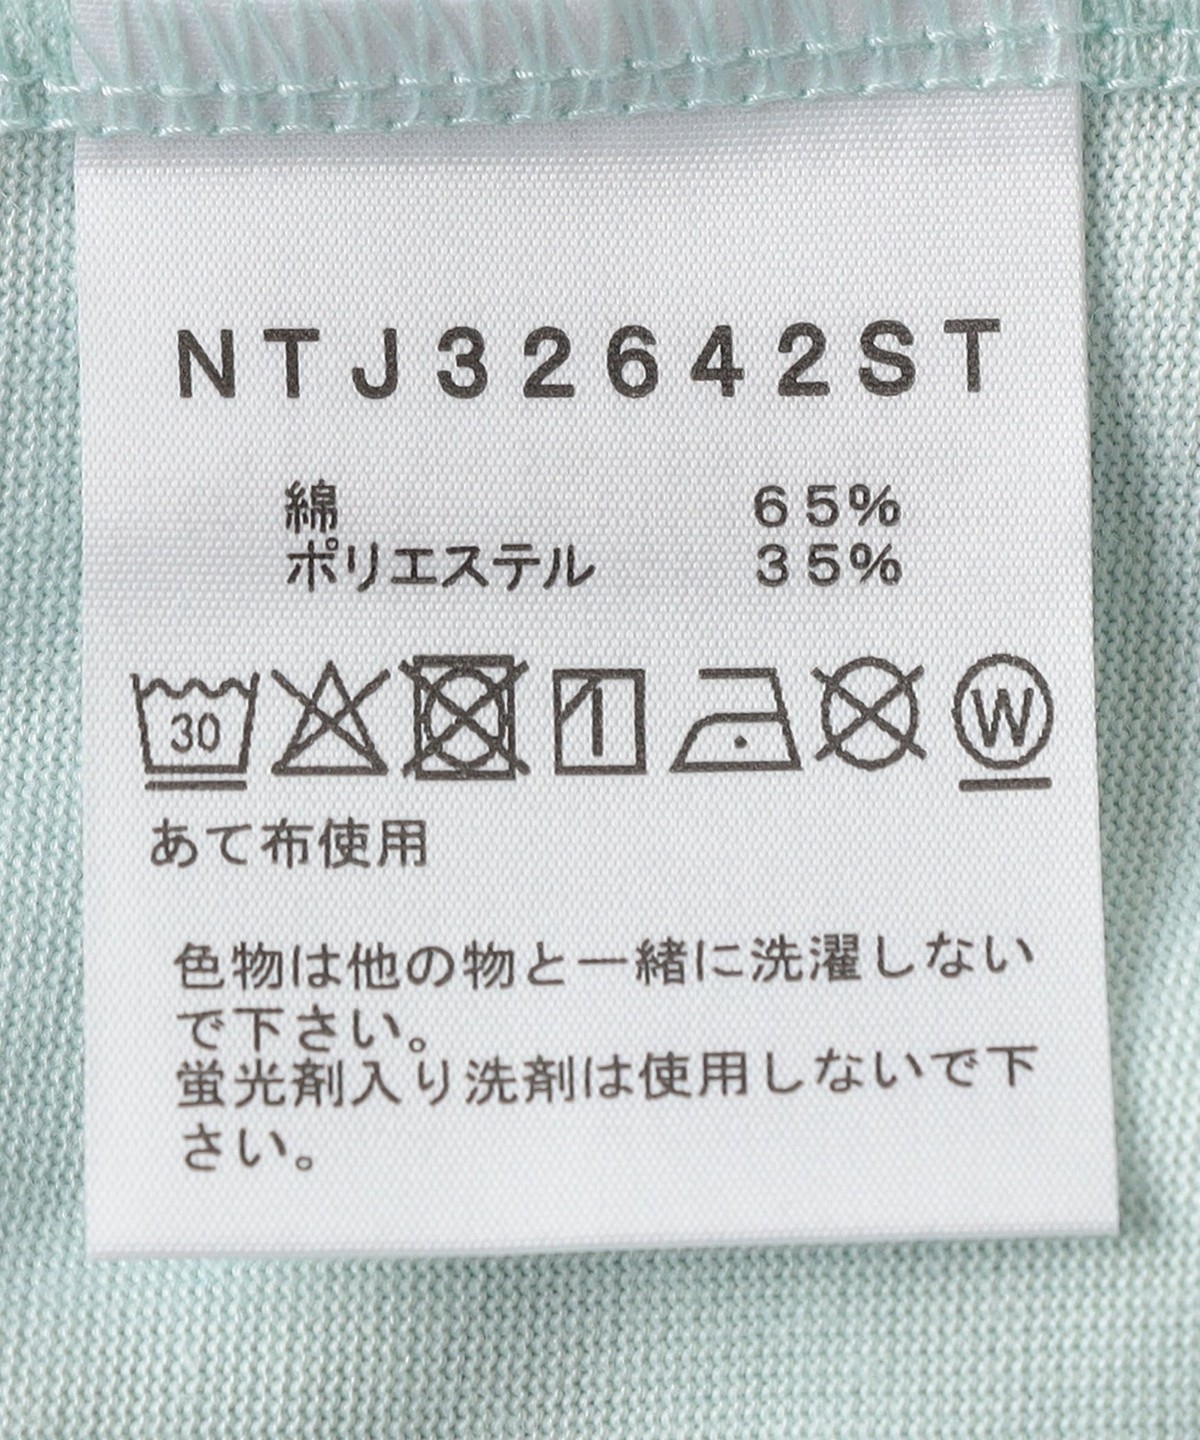 NTJ32642ST
綿 65%
ポリエステル 35%
30 W
あて布使用
色物は他の物と一緒に洗濯しない
で下さい。
蛍光剤入り洗剤は使用しないで下
さい。